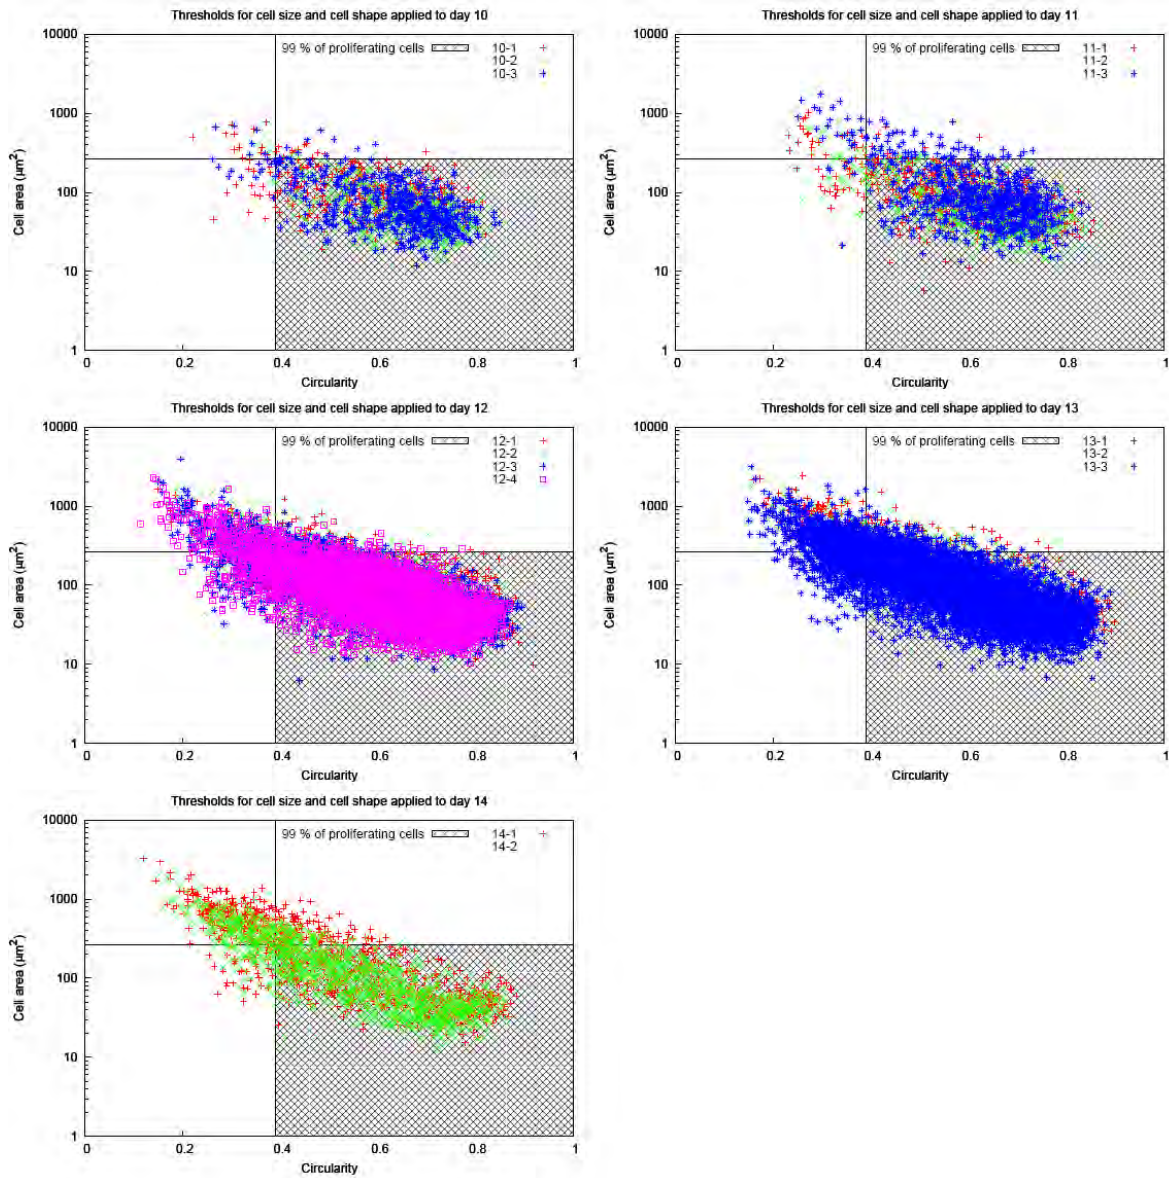 Thresholds for cell size and cell shape applied to day 10
10000
1000
100
10
1
Cell area (µm²)
99 % of proliferating cells
10-1
10-2
10-3
0 0.2 0.4 0.6 0.8 1
Circularity
Thresholds for cell size and cell shape applied to day 11
10000
1000
100
10
1
Cell area (µm²)
99 % of proliferating cells
11-1
11-2
11-3
0 0.2 0.4 0.6 0.8 1
Circularity
Thresholds for cell size and cell shape applied to day 12
10000
1000
100
10
1
Cell area (µm²)
99 % of proliferating cells
12-1
12-2
12-3
12-4
0 0.2 0.4 0.6 0.8 1
Circularity
Thresholds for cell size and cell shape applied to day 13
10000
1000
100
10
1
Cell area (µm²)
99 % of proliferating cells
13-1
13-2
13-3
0 0.2 0.4 0.6 0.8 1
Circularity
Thresholds for cell size and cell shape applied to day 14
10000
1000
100
10
1
Cell area (µm²)
99 % of proliferating cells
14-1
14-2
0 0.2 0.4 0.6 0.8 1
Circularity